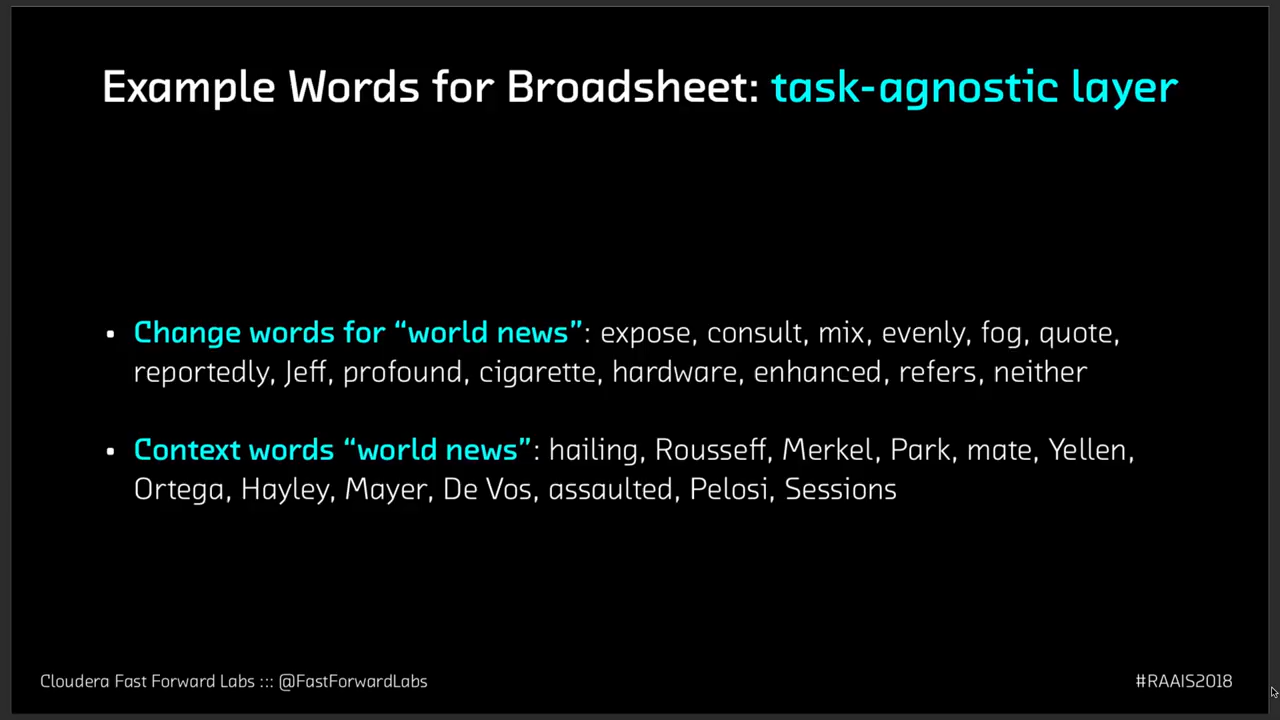 Example Words for Broadsheet: task-agnostic layer
• Change words for “world news”: expose, consult, mix, evenly, fog, quote,
reportedly, Jeff, profound, cigarette, hardware, enhanced, refers, neither
• Context words “world news”: hailing, Rousseff, Merkel, Park, mate, Yellen,
Ortega, Hayley, Mayer, De Vos, assaulted, Pelosi, Sessions
Cloudera Fast Forward Labs ::: @FastForwardLabs
#RAAIS2018